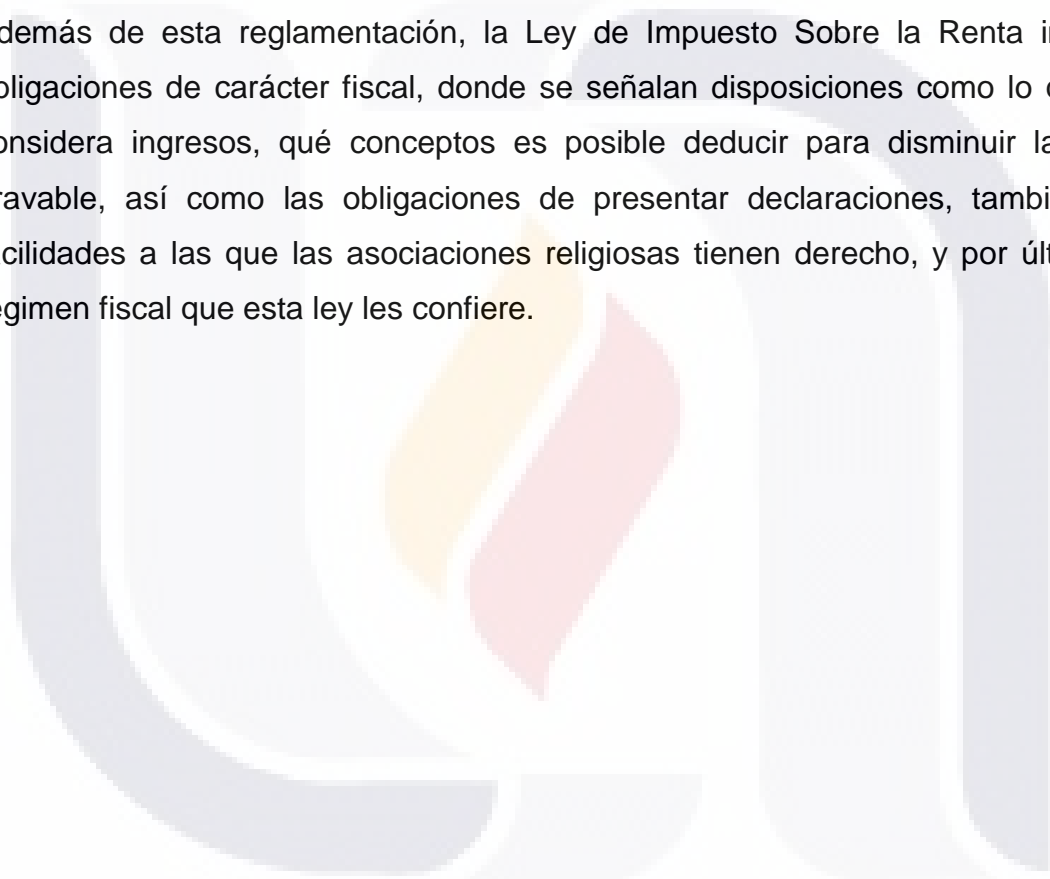 demás de esta reglamentación, la Ley de Impuesto Sobre la Renta
bligaciones de carácter fiscal, donde se señalan disposiciones como lo
onsidera ingresos, qué conceptos es posible deducir para disminuir la
ravable, así como las obligaciones de presentar declaraciones, tambi
cilidades a las que las asociaciones religiosas tienen derecho, y por últ
égimen fiscal que esta ley les confiere.